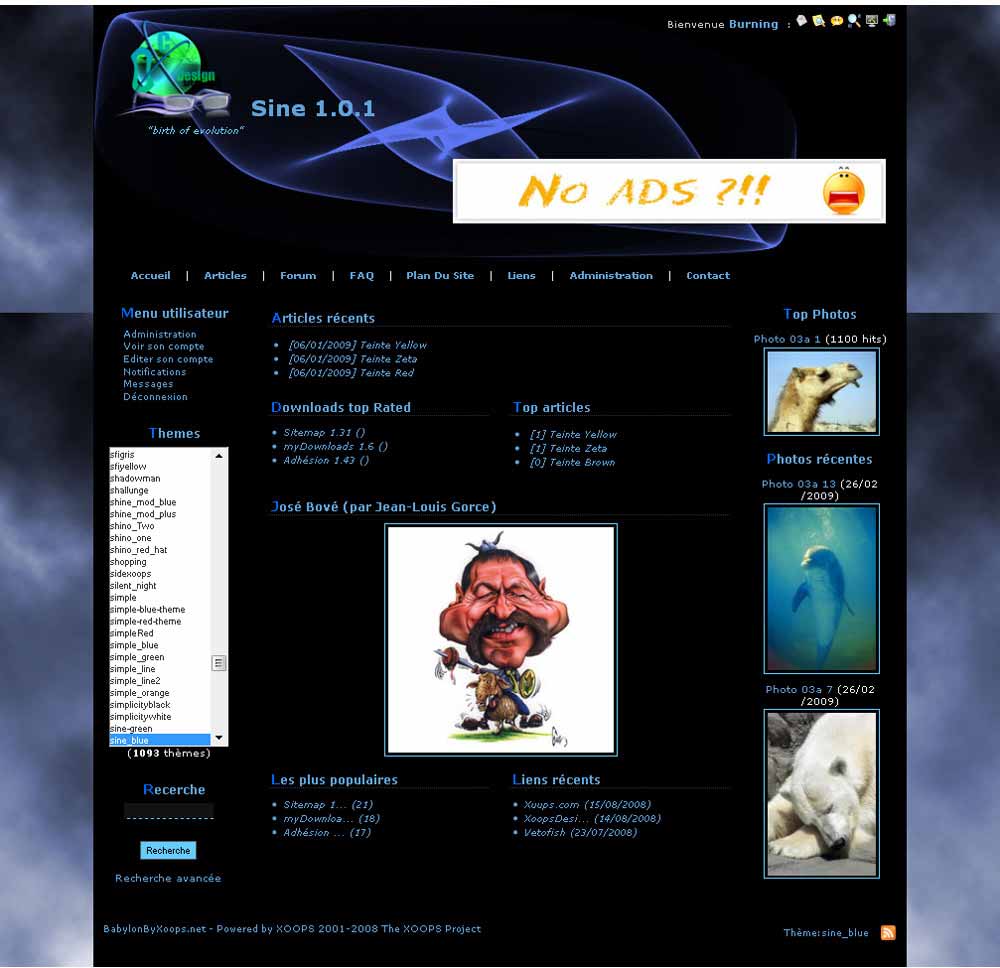 Bienvenue Burning :
Design
Sine 1.0.1
"birth of evolution"
No ADS ?!!
Accueil | Articles | Forum | FAQ | Plan Du Site | Liens | Administration | Contact
Menu utilisateur
Administration
Voir son compte
Editer son compte
Notifications
Messages
Déconnexion
Themes
sfigris
sfiyellow
shadowman
shallunge
shine_mod_blue
shine_mod_plus
shino_Two
shino_one
shino_red_hat
shopping
sidexoops
silent_night
simple
simple-blue-theme
simple-red-theme
simpleRed
simple_blue
simple_green
simple_line
simple_line2
simple_orange
simplicityblack
simplicitywhite
sine-green
sine_blue
(1093 thèmes)
Recerche
Recherche
Recherche avancée
Articles récents
[06/01/2009] Teinte Yellow
[06/01/2009] Teinte Zeta
[06/01/2009] Teinte Red
Downloads top Rated
Sitemap 1.31 ()
myDownloads 1.6 ()
Adhésion 1.43 ()
Top articles
[1] Teinte Yellow
[1] Teinte Zeta
[0] Teinte Brown
José Bové (par Jean-Louis Gorce)
Les plus populaires
Sitemap 1... (21)
myDownloa... (18)
Adhésion ... (17)
Liens récents
Xuups.com (15/08/2008)
XoopsDesi... (14/08/2008)
Vetofish (23/07/2008)
Top Photos
Photo 03a 1 (1100 hits)
Photos récentes
Photo 03a 13 (26/02
/2009)
Photo 03a 7 (26/02
/2009)
BabylonByXoops.net - Powered by XOOPS 2001-2008 The XOOPS Project
Thème:sine_blue